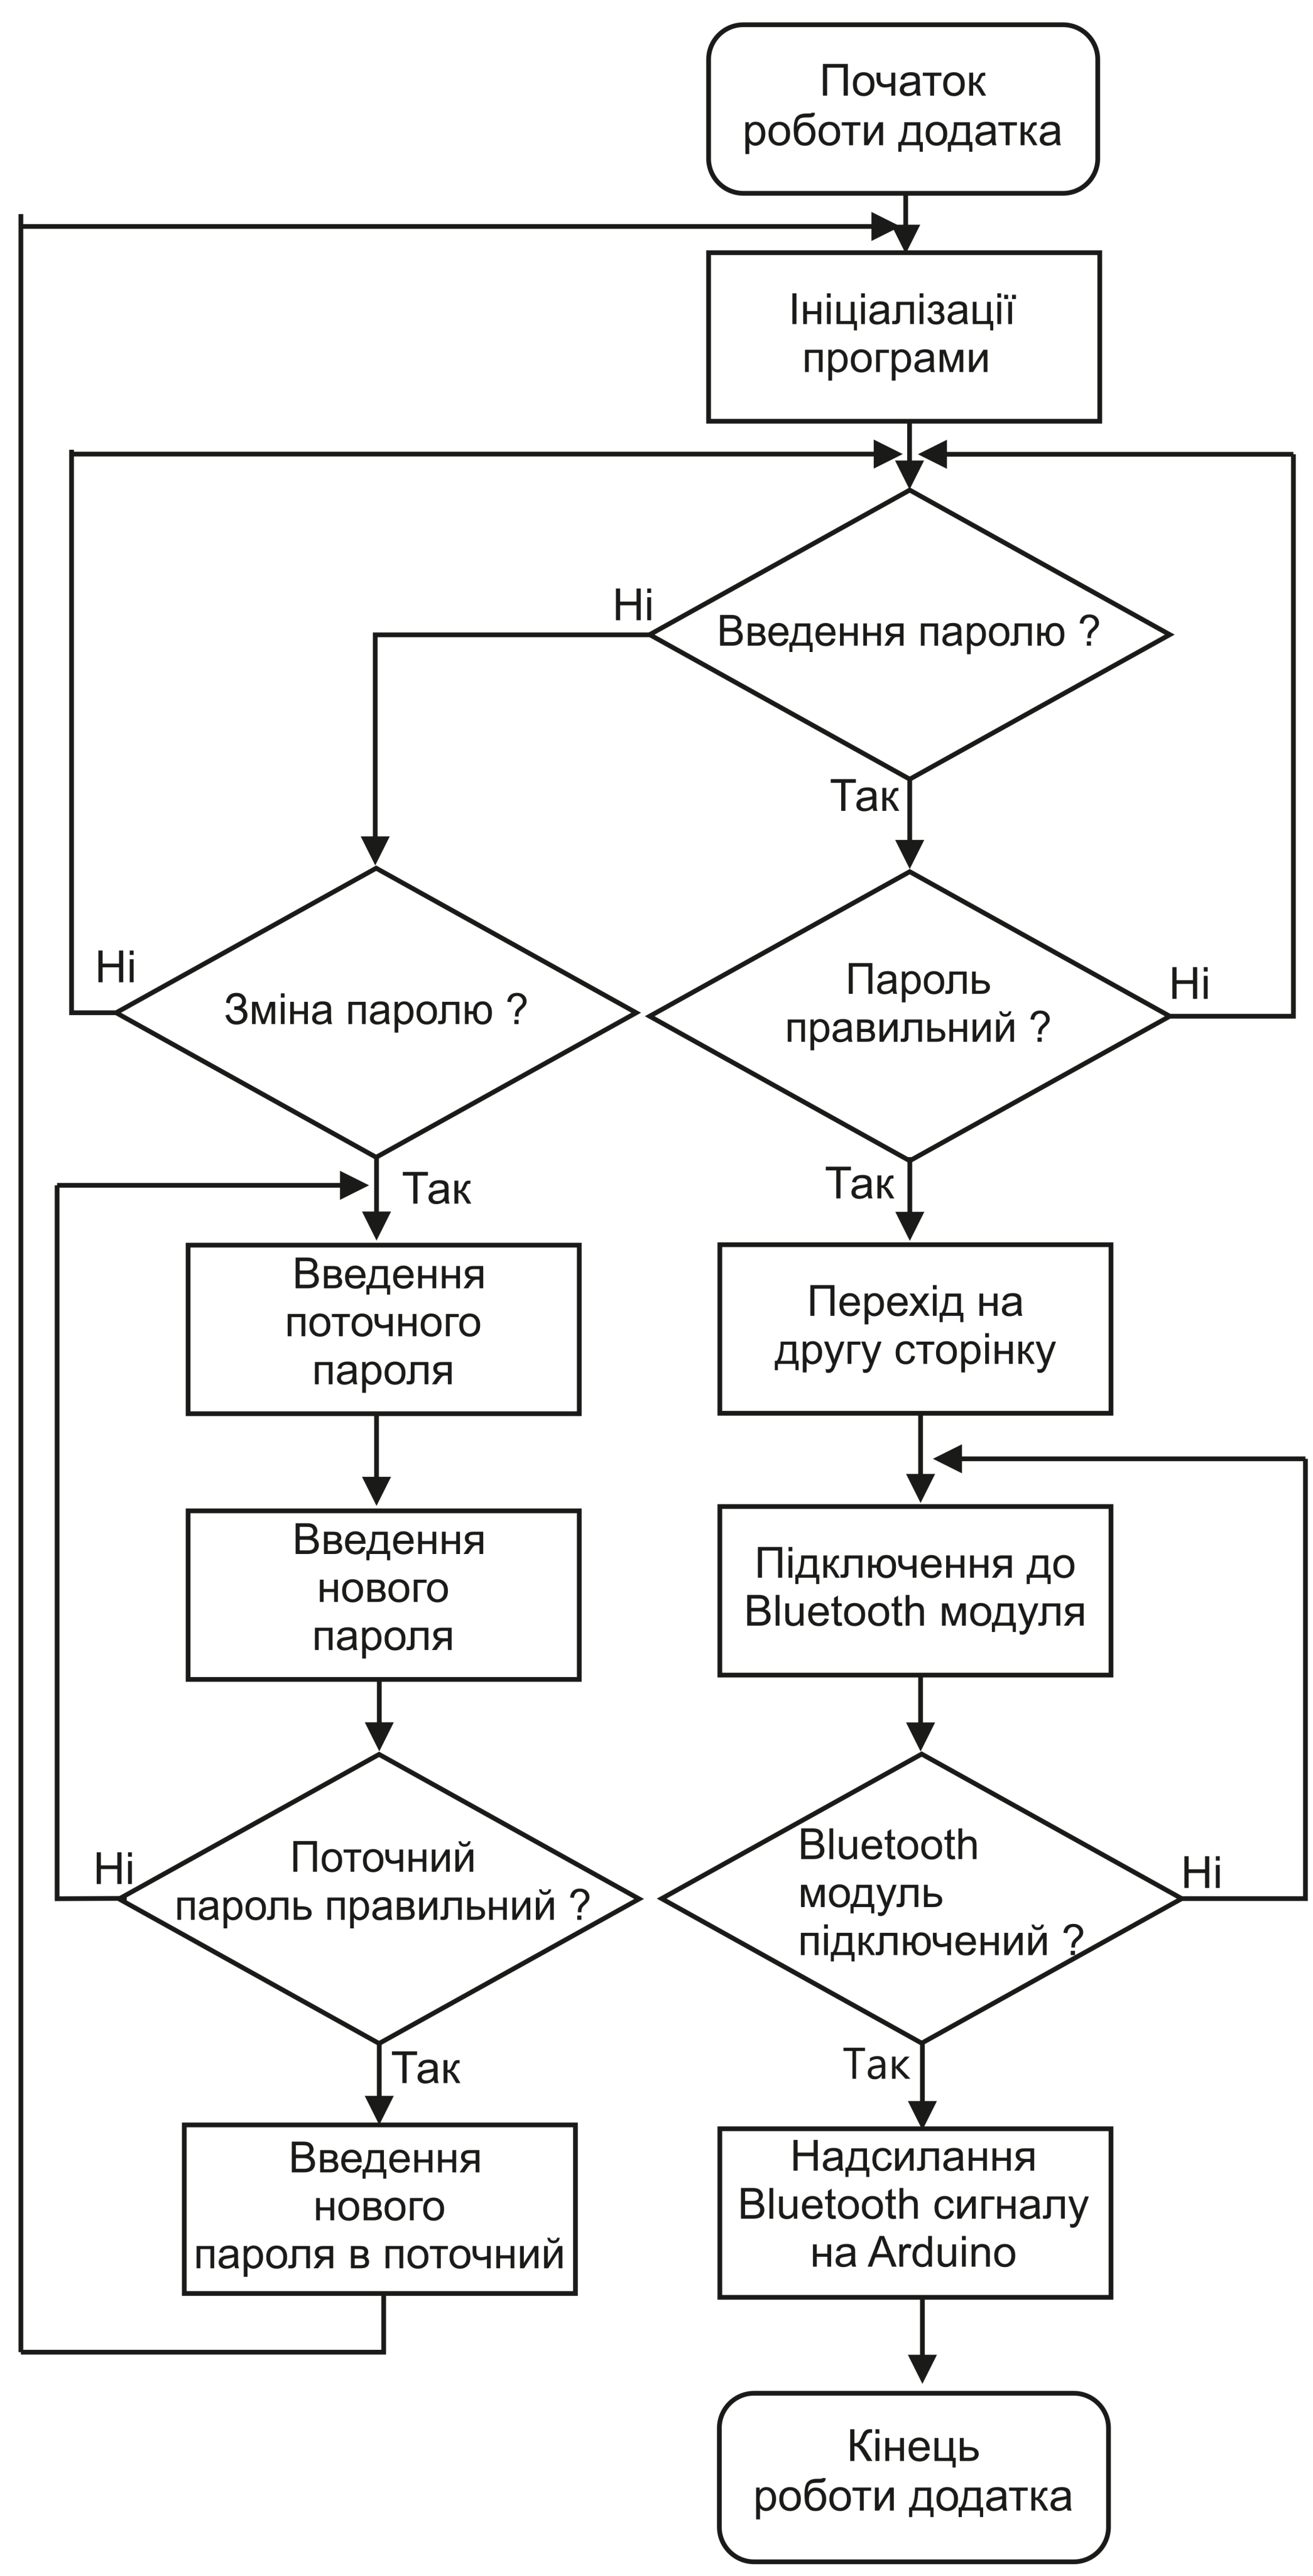 Початок
роботи додатка
Ініціалізації
програми
Ні
Введення паролю ?
Так
Ні
Зміна паролю ?
Пароль
правильний ?
Ні
Так
Так
Введення
поточного
пароля
Перехід на
другу сторінку
Введення
нового
пароля
Підключення до
Bluetooth модуля
Ні
Поточний
пароль правильний ?
Bluetooth
модуль
підключений ?
Ні
Так
Так
Введення
нового
пароля в поточний
Надсилання
Bluetooth сигналу
на Arduino
Кінець
роботи додатка